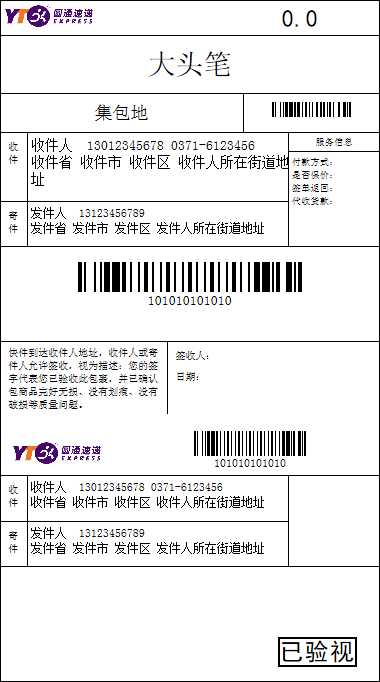 YTO 圆通速递
EXPRESS
0.0
大头笔
集包地
收件
收件人 13012345678 0371-6123456
收件省 收件市 收件区 收件人所在街道地
址
服务信息
付款方式:
是否保价:
签单返回:
代收货款:
寄件
发件人 13123456789
发件省 发件市 发件区 发件人所在街道地址
101010101010
快件到达收件人地址，收件人或寄
件人允许签收，视为描述：您的签
字代表您已验收此包裹，并已确认
包商品完好无损、没有划痕、没有
破损等质量问题。
签收人:
日期:
YTO 圆通速递
EXPRESS
101010101010
收件
收件人 13012345678 0371-6123456
收件省 收件市 收件区 收件人所在街道地址
寄件
发件人 13123456789
发件省 发件市 发件区 发件人所在街道地址
已验视